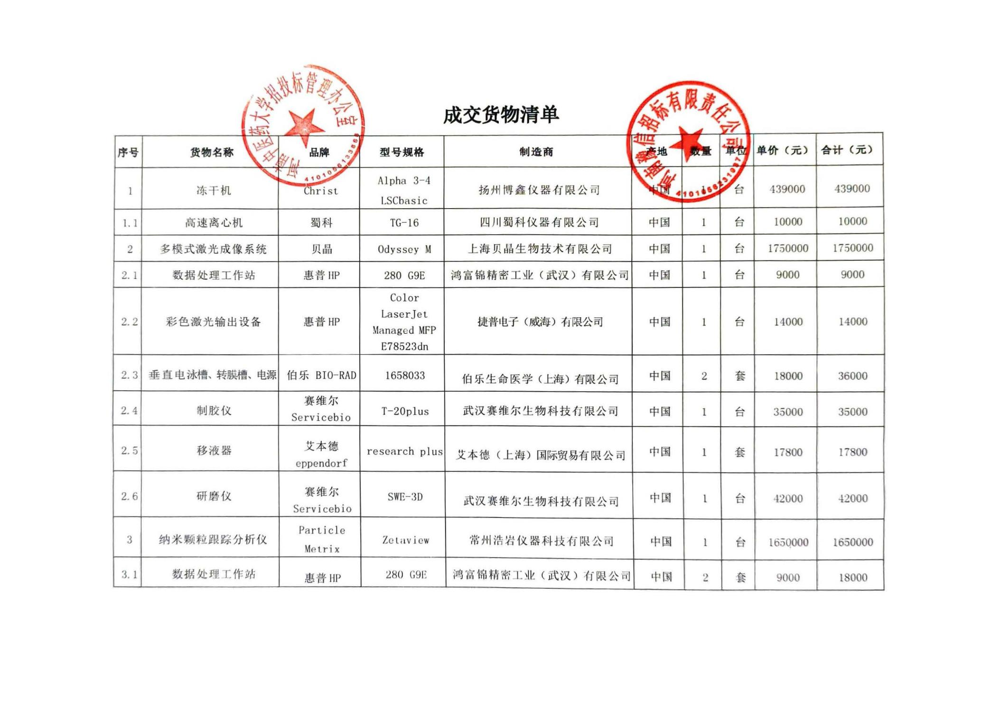 成交货物清单
河南中医药大学招投标管理办公室
4101056133868
河南豫信招标有限责任公司
序号 货物名称 品牌 型号规格 制造商 产地 数量 单位 单价（元） 合计（元）
1 冻干机 Christ Alpha 3-4 LSCbasic 扬州博鑫仪器有限公司 中国 1 台 439000 439000
1.1 高速离心机 蜀科 TG-16 四川蜀科仪器有限公司 中国 1 台 10000 10000
2 多模式激光成像系统 贝晶 Odyssey M 上海贝晶生物技术有限公司 中国 1 台 1750000 1750000
2.1 数据处理工作站 惠普HP 280 G9E 鸿富锦精密工业（武汉）有限公司 中国 1 台 9000 9000
2.2 彩色激光输出设备 惠普HP Color LaserJet Managed MFP E78523dn 捷普电子（威海）有限公司 中国 1 台 14000 14000
2.3 垂直电泳槽、转膜槽、电源 伯乐 BIO-RAD 1658033 伯乐生命医学（上海）有限公司 中国 2 套 18000 36000
2.4 制胶仪 赛维尔 Servicebio T-20plus 武汉赛维尔生物科技有限公司 中国 1 台 35000 35000
2.5 移液器 艾本德 eppendorf research plus 艾本德（上海）国际贸易有限公司 中国 1 套 17800 17800
2.6 研磨仪 赛维尔 Servicebio SWE-3D 武汉赛维尔生物科技有限公司 中国 1 台 42000 42000
3 纳米颗粒跟踪分析仪 Particle Metrix Zetaview 常州浩岩仪器科技有限公司 中国 1 台 1650000 1650000
3.1 数据处理工作站 惠普HP 280 G9E 鸿富锦精密工业（武汉）有限公司 中国 2 套 9000 18000